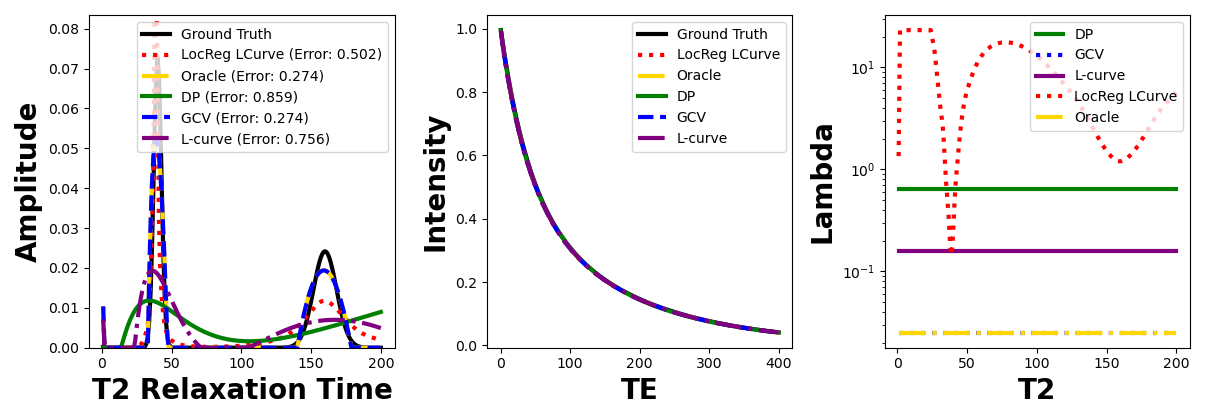 Amplitude
0.08
0.07
0.06
0.05
0.04
0.03
0.02
0.01
0.00
0 50 100 150 200
T2 Relaxation Time
Ground Truth
LocReg LCurve (Error: 0.502)
Oracle (Error: 0.274)
DP (Error: 0.859)
GCV (Error: 0.274)
L-curve (Error: 0.756)
Intensity
1.0
0.8
0.6
0.4
0.2
0.0
0 100 200 300 400
TE
Ground Truth
LocReg LCurve
Oracle
DP
GCV
L-curve
Lambda
10¹
10⁰
10⁻¹
0 50 100 150 200
T2
DP
GCV
L-curve
LocReg LCurve
Oracle